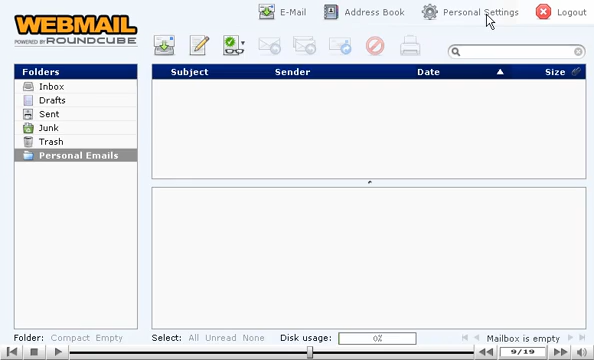 E-Mail Address Book Personal Settings Logout
WEBMAIL
POWERED BY ROUNDCUBE
Folders
Inbox
Drafts
Sent
Junk
Trash
Personal Emails
Subject Sender Date Size
Folder: Compact Empty
Select: All Unread None Disk usage: 0% Mailbox is empty
9/19